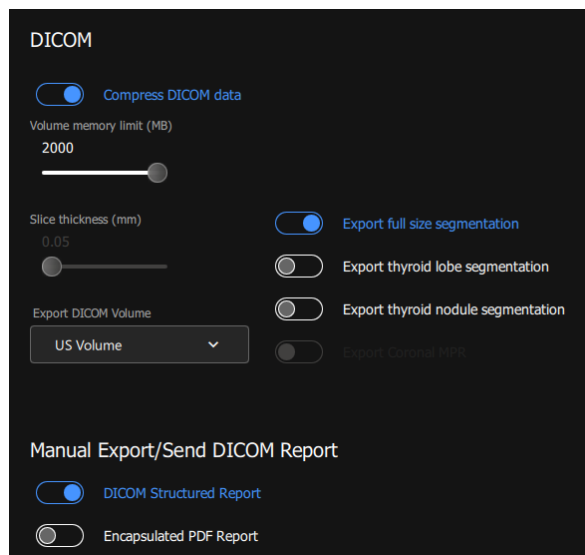 DICOM
Compress DICOM data
Volume memory limit (MB)
2000
Slice thickness (mm)
0.05
Export full size segmentation
Export thyroid lobe segmentation
Export DICOM Volume
US Volume
Export thyroid nodule segmentation
Export Coronal MPR
Manual Export/Send DICOM Report
DICOM Structured Report
Encapsulated PDF Report